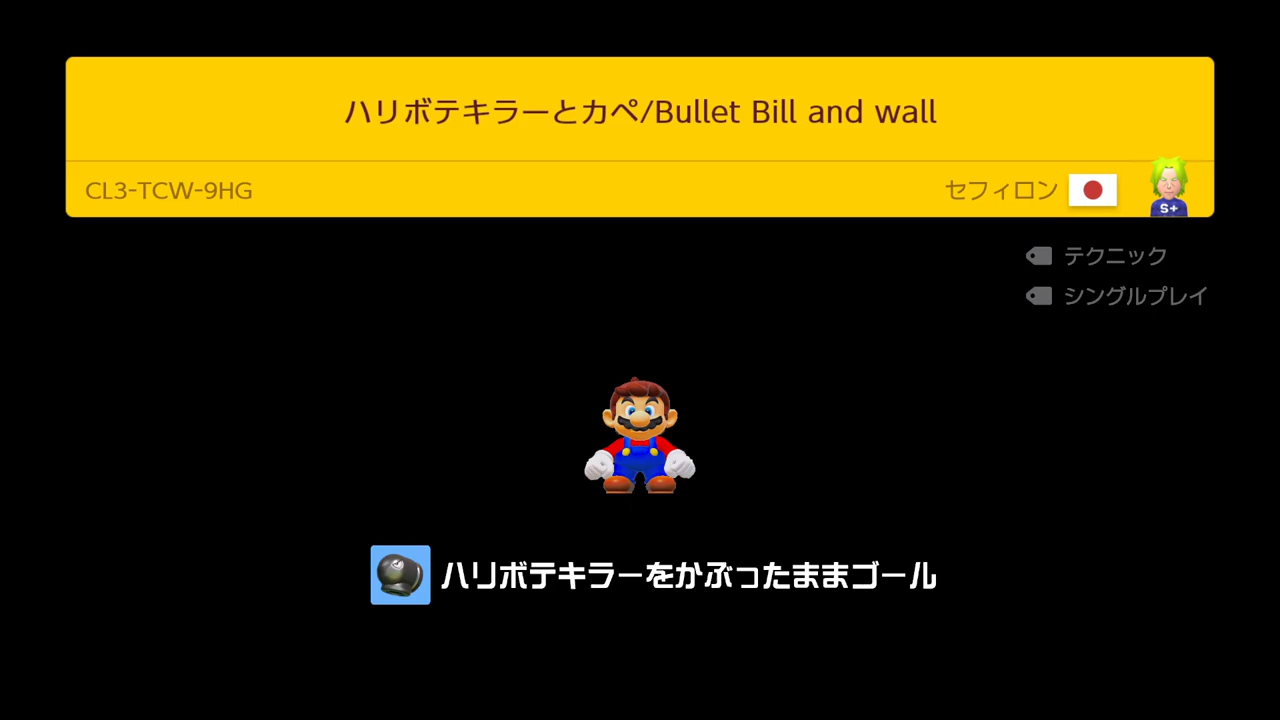 ハリボテキラーとカペ/Bullet Bill and wall
CL3-TCW-9HG
セフィロン
S+
テクニック
シングルプレイ
ハリボテキラーをかぶったままゴール